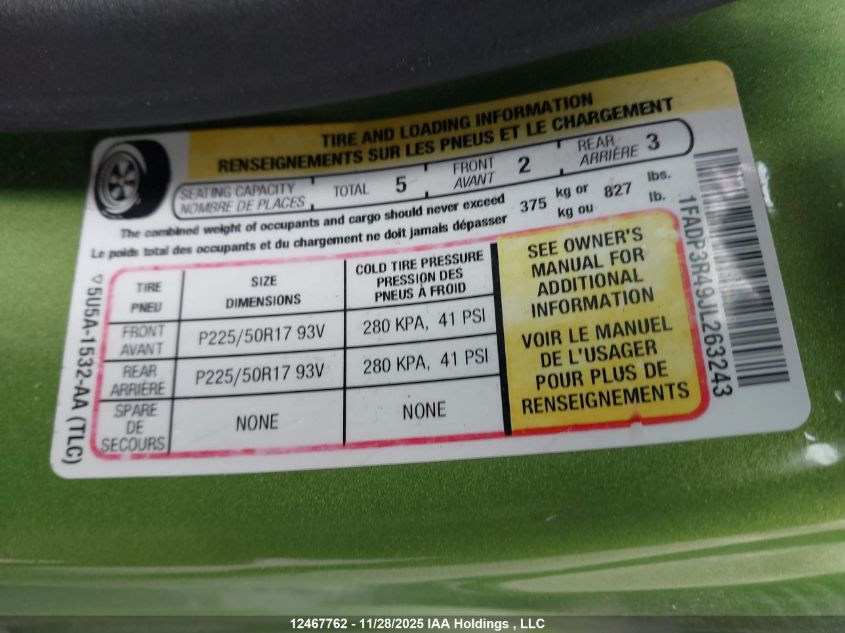 TIRE AND LOADING INFORMATION
RENSEIGNEMENTS SUR LES PNEUS ET LE CHARGEMENT
SEATING CAPACITY
NOMBRE DE PLACES
TOTAL 5
FRONT
AVANT 2
REAR
ARRIÈRE 3
The combined weight of occupants and cargo should never exceed 375 kg or 827 lbs.
Le poids total des occupants et du chargement ne doit jamais dépasser kg ou lb.
TIRE
PNEU
SIZE
DIMENSIONS
COLD TIRE PRESSURE
PRESSION DES
PNEUS À FROID
FRONT
AVANT
P225/50R17 93V
280 KPA, 41 PSI
REAR
ARRIÈRE
P225/50R17 93V
280 KPA, 41 PSI
SPARE
DE
SECOURS
NONE
NONE
SEE OWNER'S
MANUAL FOR
ADDITIONAL
INFORMATION
VOIR LE MANUEL
DE L'USAGER
POUR PLUS DE
RENSEIGNEMENTS
5U5A-1532-AA (TLC)
1FADP3R49JL263243
12467762 - 11/28/2025 IAA Holdings , LLC